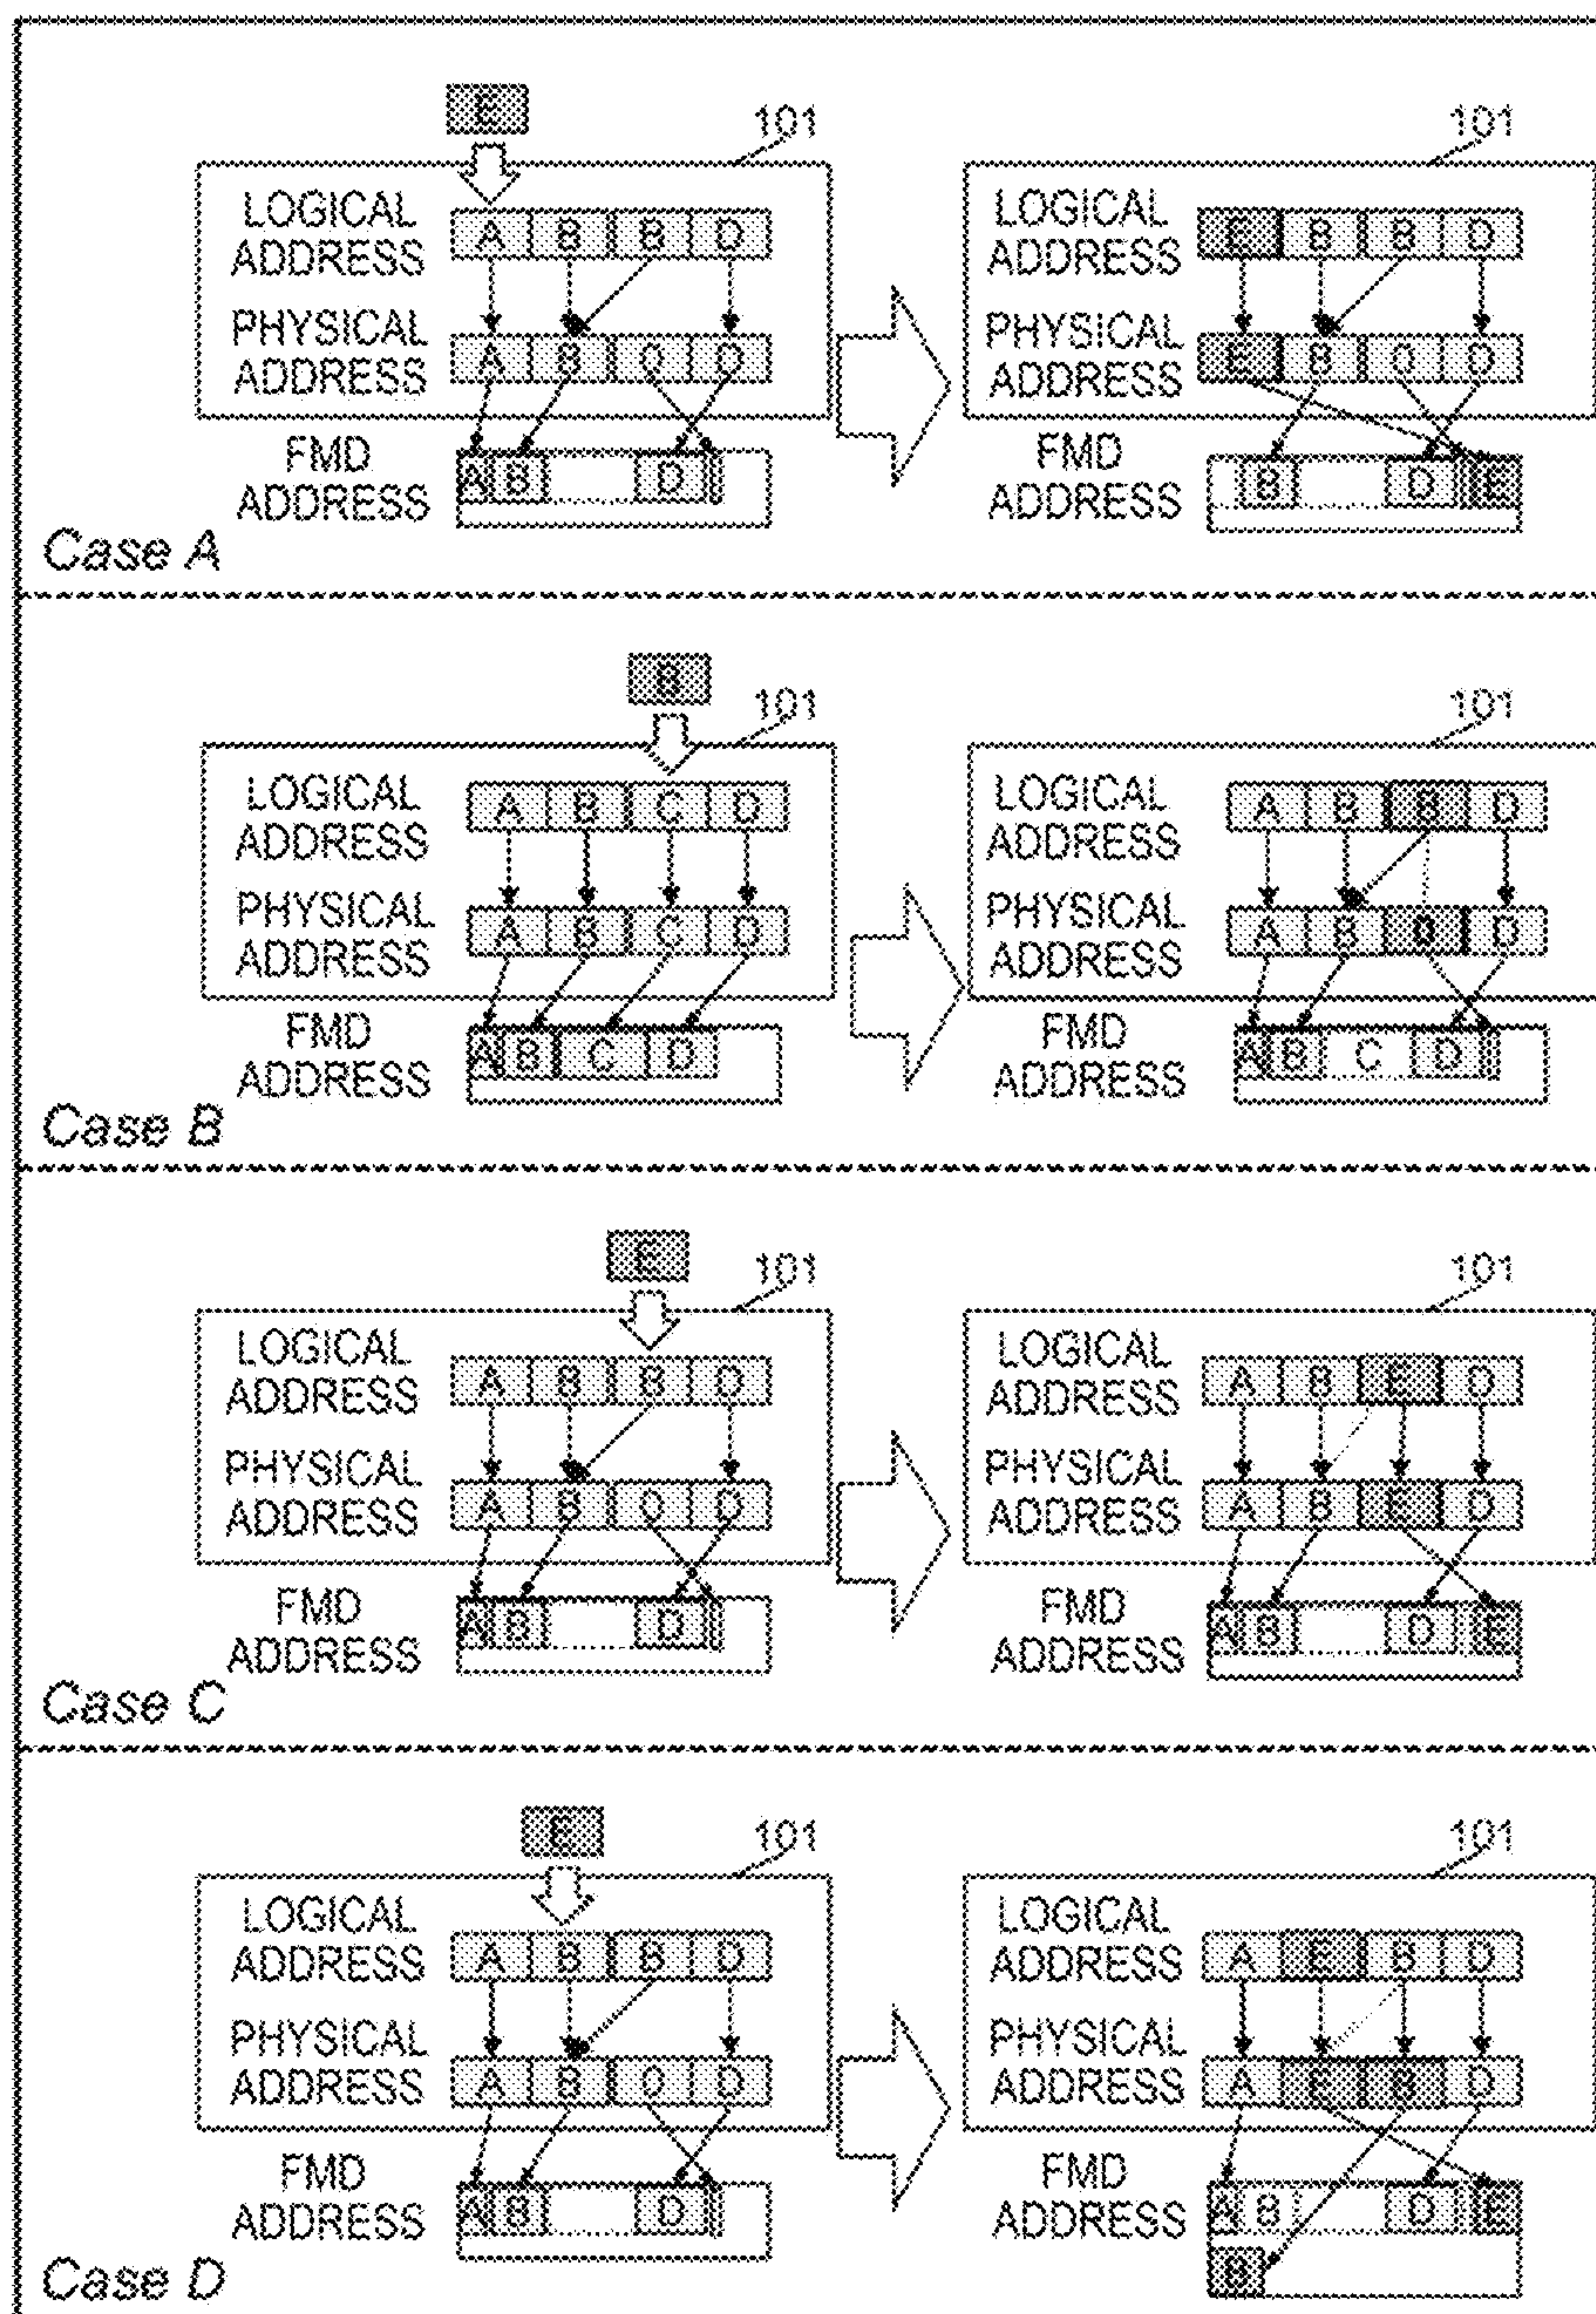 E
101
101
LOGICAL
ADDRESS
A B B D
LOGICAL
ADDRESS
E B B D
PHYSICAL
ADDRESS
A B 0 D
PHYSICAL
ADDRESS
E B 0 D
FMD
ADDRESS
A B D
FMD
ADDRESS
B D E
Case A
B
101
101
LOGICAL
ADDRESS
A B C D
LOGICAL
ADDRESS
A B B D
PHYSICAL
ADDRESS
A B C D
PHYSICAL
ADDRESS
A B 0 D
FMD
ADDRESS
A B C D
FMD
ADDRESS
A B C D
Case B
E
101
101
LOGICAL
ADDRESS
A B B D
LOGICAL
ADDRESS
A B E D
PHYSICAL
ADDRESS
A B 0 D
PHYSICAL
ADDRESS
A B E D
FMD
ADDRESS
A B D
FMD
ADDRESS
A B D E
Case C
E
101
101
LOGICAL
ADDRESS
A B B D
LOGICAL
ADDRESS
A E B D
PHYSICAL
ADDRESS
A B 0 D
PHYSICAL
ADDRESS
A E B D
FMD
ADDRESS
A B D
FMD
ADDRESS
A B D E
B
Case D